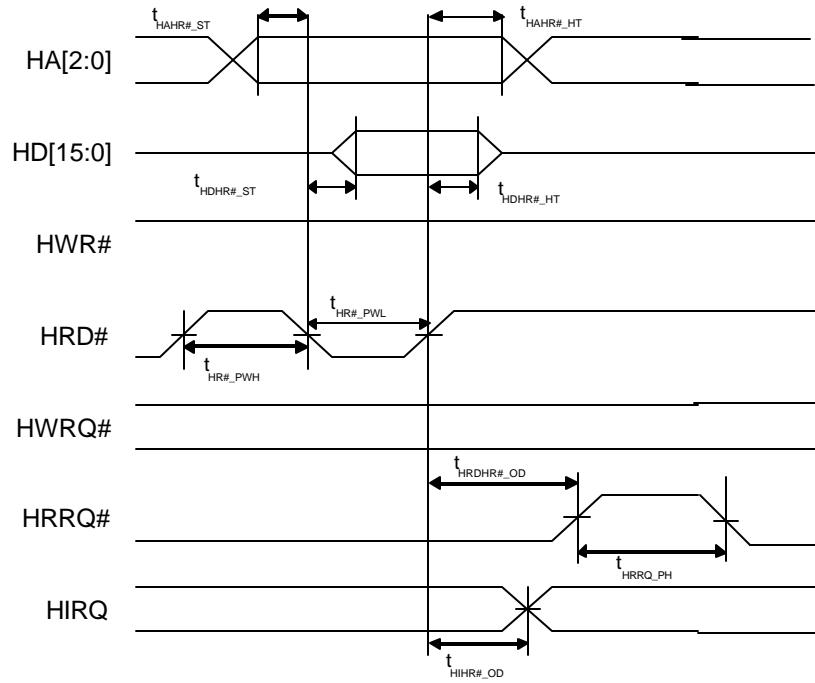 tHAHR#_ST
tHAHR#_HT
HA[2:0]
HD[15:0]
tHDHR#_ST
tHDHR#_HT
HWR#
tHR#_PWL
HRD#
tHR#_PWH
HWRQ#
tHRDHR#_OD
HRRQ#
tHRRQ_PH
HIRQ
tHIHR#_OD